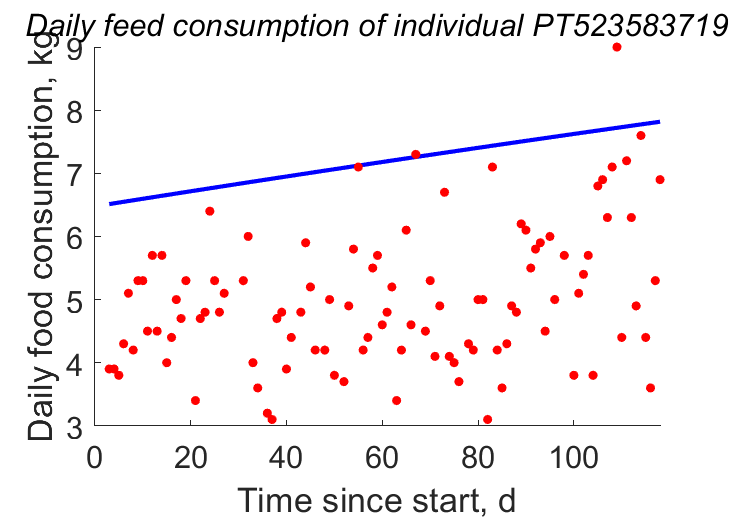 Daily feed consumption of individual PT523583719
Daily food consumption, kg
9
8
7
6
5
4
3
0 20 40 60 80 100
Time since start, d